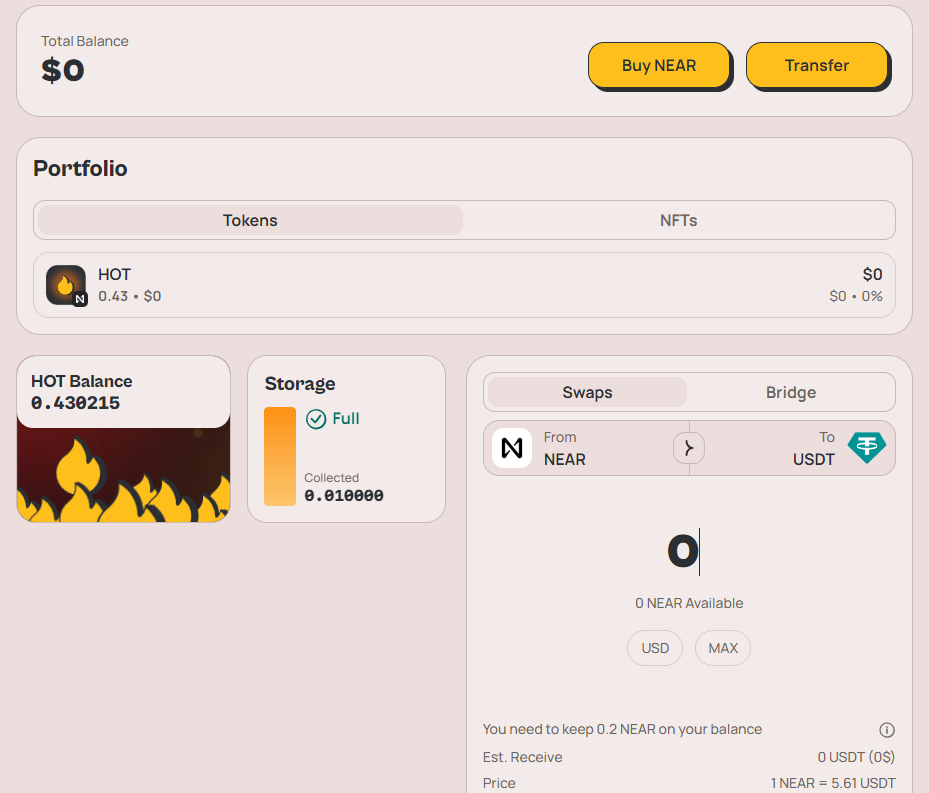 Total Balance
$0
Buy NEAR
Transfer
Portfolio
Tokens
NFTs
HOT
$0
0.43 • $0
$0 • 0%
HOT Balance
0.430215
Storage
Full
Collected
0.010000
Swaps
Bridge
From
NEAR
To
USDT
0
0 NEAR Available
USD
MAX
You need to keep 0.2 NEAR on your balance
Est. Receive
0 USDT (0$)
Price
1 NEAR = 5.61 USDT